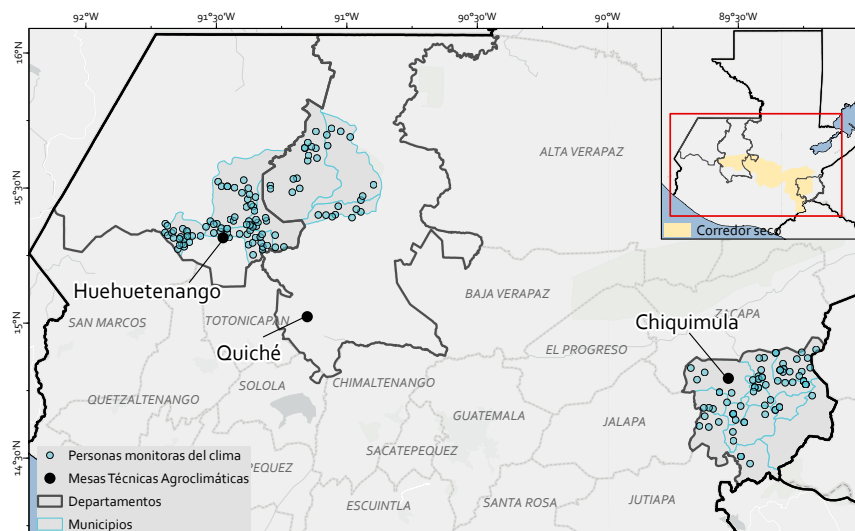 92°W
91°30'W
91°W
90°30'W
90°W
89°30'W
16°N
15°30'N
15°N
14°30'N
ALTA VERAPAZ
Corredor seco
Huehuetenango
BAJA VERAPAZ
ZACAPA
SAN MARCOS
TOTONICAPÁN
Chiquimula
Quiché
EL PROGRESO
QUETZALTENANGO
SOLOLA
CHIMALTENANGO
GUATEMALA
JALAPA
SACATEPEQUEZ
PEQUEZ
ESCUINTLA
SANTA ROSA
JUTIAPA
Personas monitoras del clima
Mesas Técnicas Agroclimáticas
Departamentos
Municipios